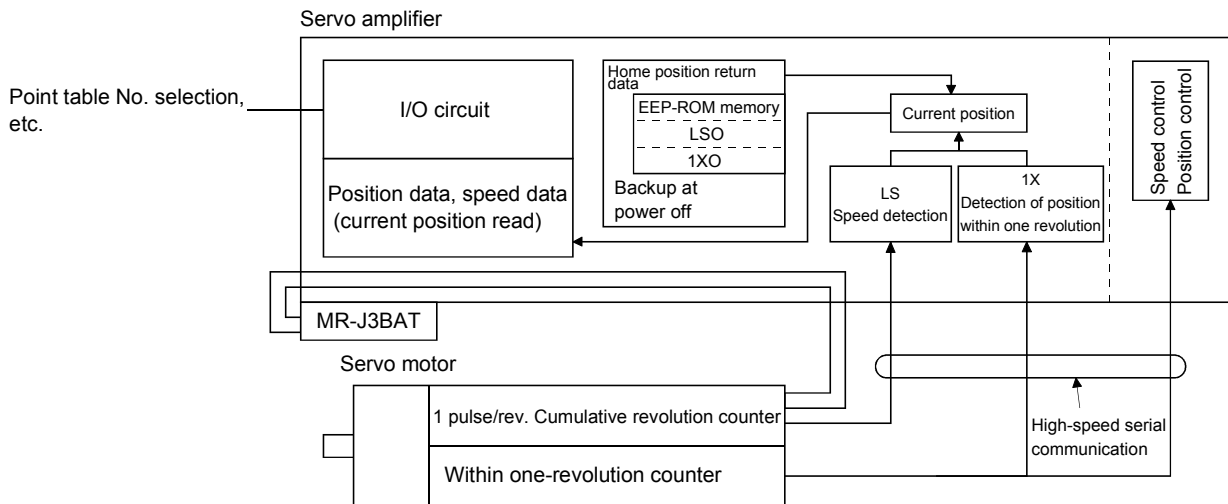 Servo amplifier
Point table No. selection,
etc.
I/O circuit
Position data, speed data
(current position read)
Home position return
data
EEP-ROM memory
LSO
1XO
Backup at
power off
Current position
LS
Speed detection
1X
Detection of position
within one revolution
Speed control
Position control
MR-J3BAT
Servo motor
1 pulse/rev. Cumulative revolution counter
Within one-revolution counter
High-speed serial
communication